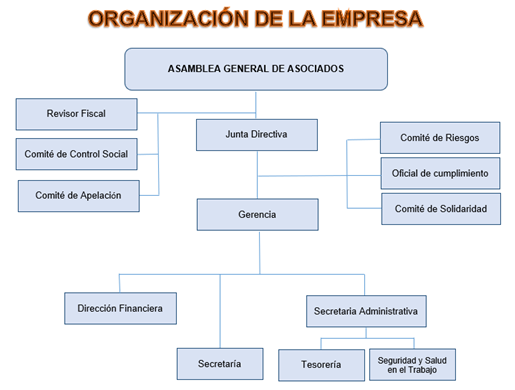 ORGANIZACIÓN DE LA EMPRESA
ASAMBLEA GENERAL DE ASOCIADOS
Revisor Fiscal
Junta Directiva
Comité de Riesgos
Comité de Control Social
Oficial de cumplimiento
Comité de Apelación
Gerencia
Comité de Solidaridad
Dirección Financiera
Secretaria Administrativa
Secretaría
Tesorería
Seguridad y Salud
en el Trabajo